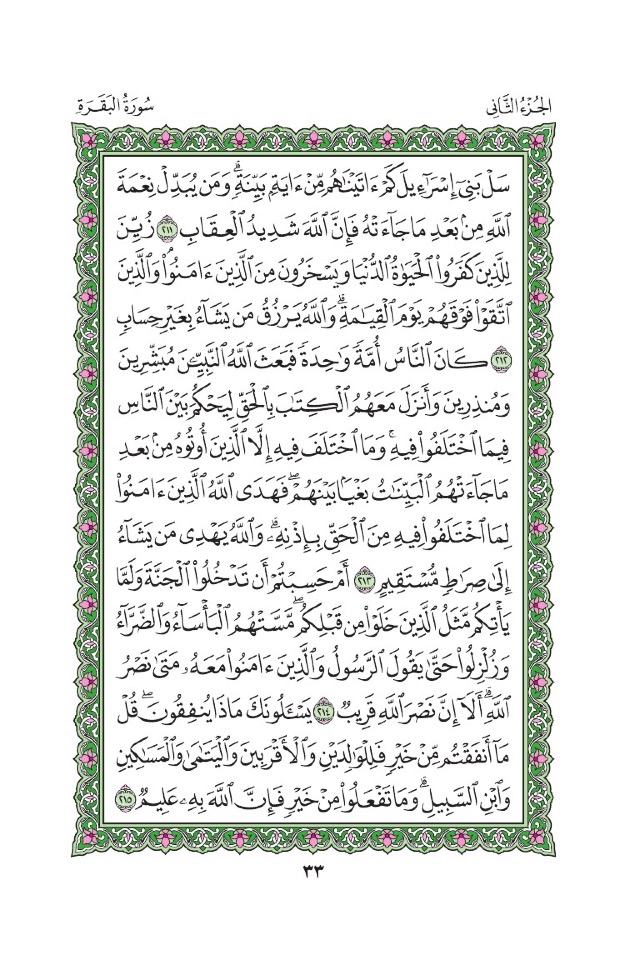 الجُزْءُ الثَّانِي
سُورَةُ البَقَرَةِ
سَلْ بَنِىٓ إِسْرَٰٓءِيلَ كَمْ ءَاتَيْنَٰهُم مِّنْ ءَايَةٍۭ بَيِّنَةٍۗ وَمَن يُبَدِّلْ نِعْمَةَ
ٱللَّهِ مِنۢ بَعْدِ مَا جَآءَتْهُ فَإِنَّ ٱللَّهَ شَدِيدُ ٱلْعِقَابِ ٢١١ زُيِّنَ
لِلَّذِينَ كَفَرُوا۟ ٱلْحَيَوٰةُ ٱلدُّنْيَا وَيَسْخَرُونَ مِنَ ٱلَّذِينَ ءَامَنُوا۟ۘ وَٱلَّذِينَ
ٱتَّقَوْا۟ فَوْقَهُمْ يَوْمَ ٱلْقِيَٰمَةِۗ وَٱللَّهُ يَرْزُقُ مَن يَشَآءُ بِغَيْرِ حِسَابٍ
٢١٢ كَانَ ٱلنَّاسُ أُمَّةً وَٰحِدَةً فَبَعَثَ ٱللَّهُ ٱلنَّبِيِّۦنَ مُبَشِّرِينَ
وَمُنذِرِينَ وَأَنزَلَ مَعَهُمُ ٱلْكِتَٰبَ بِٱلْحَقِّ لِيَحْكُمَ بَيْنَ ٱلنَّاسِ
فِيمَا ٱخْتَلَفُوا۟ فِيهِۚ وَمَا ٱخْتَلَفَ فِيهِ إِلَّا ٱلَّذِينَ أُوتُوهُ مِنۢ بَعْدِ
مَا جَآءَتْهُمُ ٱلْبَيِّنَٰتُ بَغْيًۢا بَيْنَهُمْۖ فَهَدَى ٱللَّهُ ٱلَّذِينَ ءَامَنُوا۟
لِمَا ٱخْتَلَفُوا۟ فِيهِ مِنَ ٱلْحَقِّ بِإِذْنِهِۦۗ وَٱللَّهُ يَهْدِى مَن يَشَآءُ
إِلَىٰ صِرَٰطٍ مُّسْتَقِيمٍ ٢١٣ أَمْ حَسِبْتُمْ أَن تَدْخُلُوا۟ ٱلْجَنَّةَ وَلَمَّا
يَأْتِكُم مَّثَلُ ٱلَّذِينَ خَلَوْا۟ مِن قَبْلِكُمۖ مَّسَّتْهُمُ ٱلْبَأْسَآءُ وَٱلضَّرَّآءُ
وَزُلْزِلُوا۟ حَتَّىٰ يَقُولَ ٱلرَّسُولُ وَٱلَّذِينَ ءَامَنُوا۟ مَعَهُۥ مَتَىٰ نَصْرُ
ٱللَّهِۗ أَلَآ إِنَّ نَصْرَ ٱللَّهِ قَرِيبٌ ٢١٤ يَسْـَٔلُونَكَ مَاذَا يُنفِقُونَۖ قُلْ
مَآ أَنفَقْتُم مِّنْ خَيْرٍ فَلِلْوَٰلِدَيْنِ وَٱلْأَقْرَبِينَ وَٱلْيَتَٰمَىٰ وَٱلْمَسَٰكِينِ
وَٱبْنِ ٱلسَّبِيلِۗ وَمَا تَفْعَلُوا۟ مِنْ خَيْرٍ فَإِنَّ ٱللَّهَ بِهِۦ عَلِيمٌ ٢١٥
٣٣